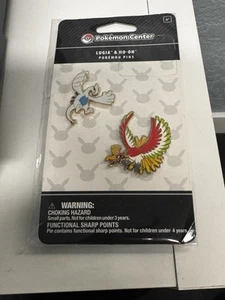 Pokémon Center
LUGIA & HO-OH
POKÉMON PINS
WARNING:
CHOKING HAZARD
Small parts. Not for children under 3 years.
FUNCTIONAL SHARP POINTS
Pin contains functional sharp points. Not for children under 4 years.